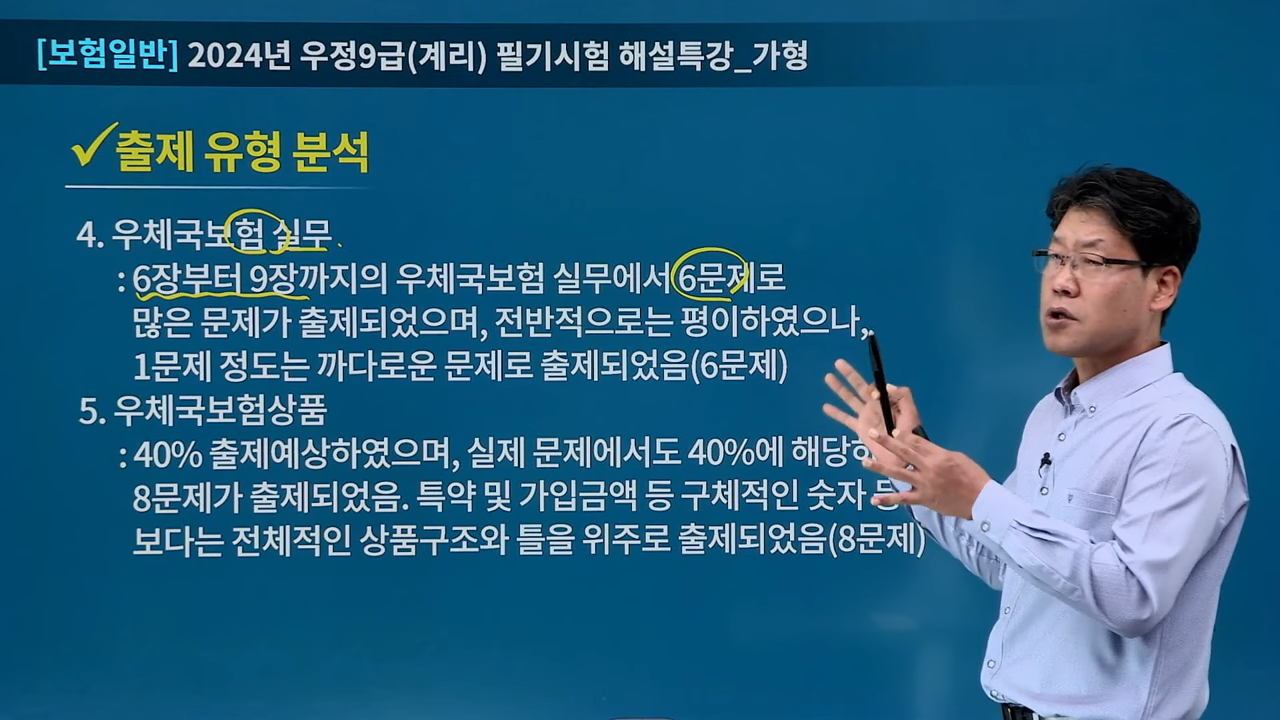 [보험일반] 2024년 우정9급(계리) 필기시험 해설특강_가형
✓출제 유형 분석
4. 우체국보험 실무
: 6장부터 9장까지의 우체국보험 실무에서 6문제로
많은 문제가 출제되었으며, 전반적으로는 평이하였으나,
1문제 정도는 까다로운 문제로 출제되었음(6문제)
5. 우체국보험상품
: 40% 출제예상하였으며, 실제 문제에서도 40%에 해당하
8문제가 출제되었음. 특약 및 가입금액 등 구체적인 숫자
보다는 전체적인 상품구조와 틀을 위주로 출제되었음(8문제)